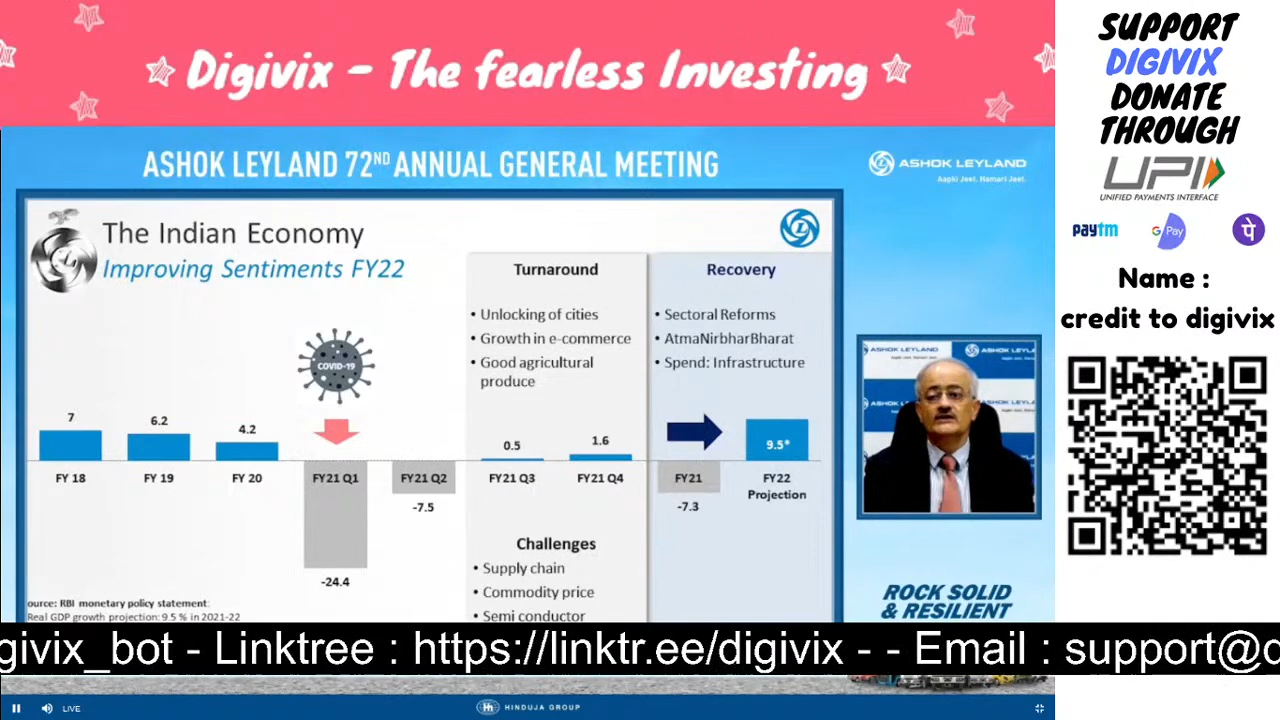 Digivix - The fearless Investing
ASHOK LEYLAND 72ND ANNUAL GENERAL MEETING
ASHOK LEYLAND
Aapki Jeet. Hamari Jeet.
The Indian Economy
Improving Sentiments FY22
Turnaround
• Unlocking of cities
• Growth in e-commerce
• Good agricultural
produce
Recovery
• Sectoral Reforms
• AtmaNirbharBharat
• Spend: Infrastructure
COVID-19
7
6.2
4.2
0.5
1.6
9.5*
FY 18
FY 19
FY 20
FY21 Q1
FY21 Q2
FY21 Q3
FY21 Q4
FY21
FY22
Projection
-24.4
-7.5
-7.3
Challenges
• Supply chain
• Commodity price
• Semi conductor
ource: RBI monetary policy statement:
Real GDP growth projection: 9.5 % in 2021-22
ASHOK LEYLAND
ROCK SOLID
& RESILIENT
givix_bot - Linktree : https://linktr.ee/digivix - - Email : support@d
LIVE
HINDUJA GROUP
SUPPORT
DIGIVIX
DONATE
THROUGH
UPI
UNIFIED PAYMENTS INTERFACE
paytm
G Pay
पे
Name :
credit to digivix